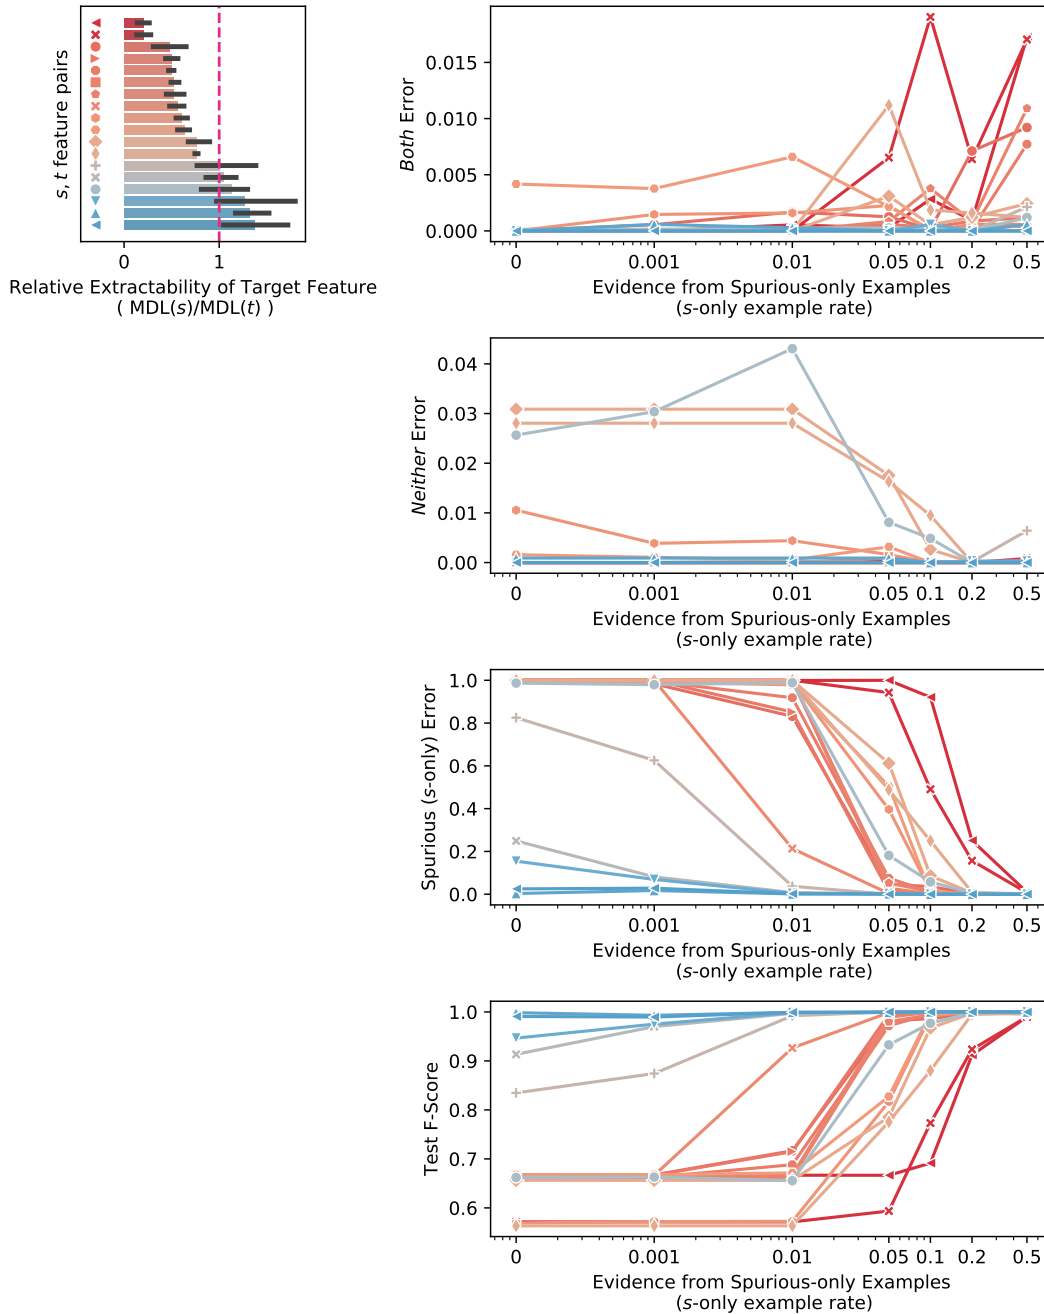 s, t feature pairs
0 1
Relative Extractability of Target Feature
( MDL(s)/MDL(t) )
Both Error
0.015
0.010
0.005
0.000
0 0.001 0.01 0.05 0.1 0.2 0.5
Evidence from Spurious-only Examples
(s-only example rate)
Neither Error
0.04
0.03
0.02
0.01
0.00
0 0.001 0.01 0.05 0.1 0.2 0.5
Evidence from Spurious-only Examples
(s-only example rate)
Spurious (s-only) Error
1.0
0.8
0.6
0.4
0.2
0.0
0 0.001 0.01 0.05 0.1 0.2 0.5
Evidence from Spurious-only Examples
(s-only example rate)
Test F-Score
1.0
0.9
0.8
0.7
0.6
0 0.001 0.01 0.05 0.1 0.2 0.5
Evidence from Spurious-only Examples
(s-only example rate)